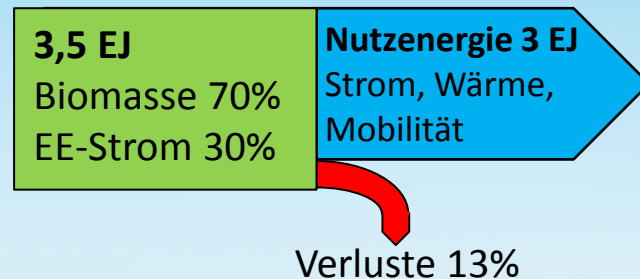 3,5 EJ
Biomasse 70%
EE-Strom 30%
Nutzenergie 3 EJ
Strom, Wärme,
Mobilität
Verluste 13%